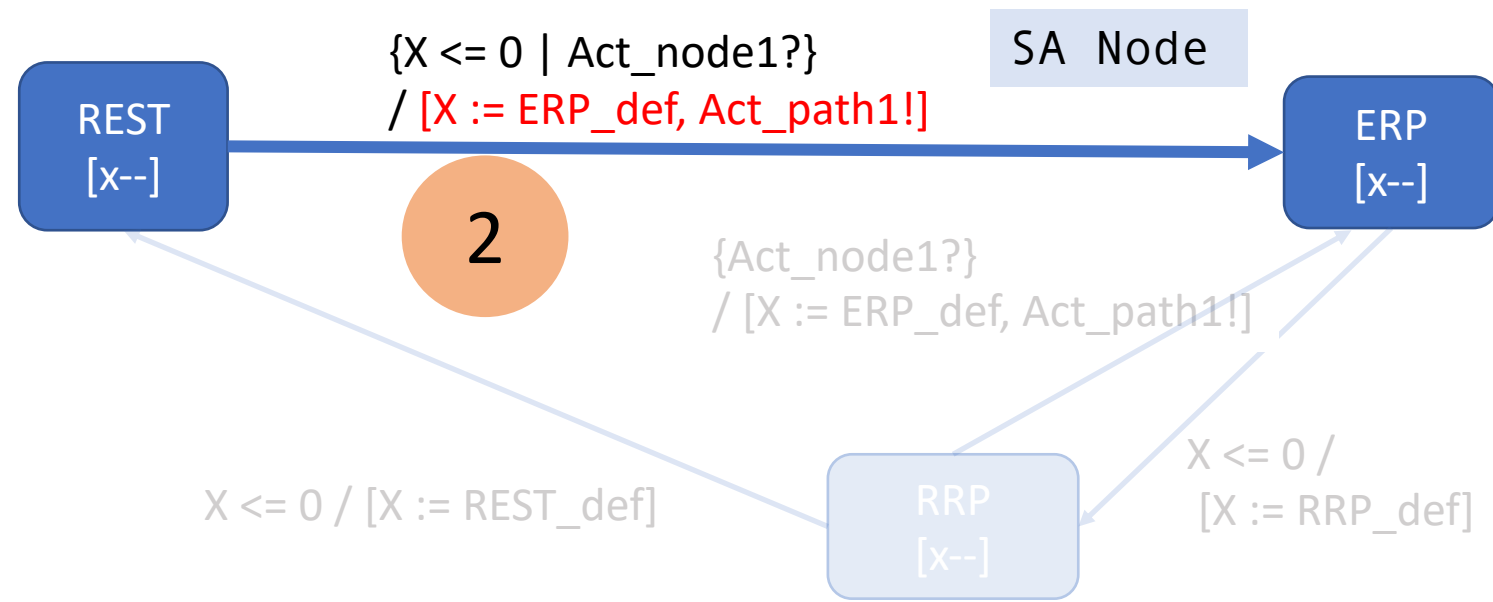 {X <= 0 | Act_node1?}
/ [X := ERP_def, Act_path1!]
SA Node
REST
[x--]
ERP
[x--]
2
{Act_node1?}
/ [X := ERP_def, Act_path1!]
X <= 0 /
[X := RRP_def]
X <= 0 / [X := REST_def]
RRP
[x--]